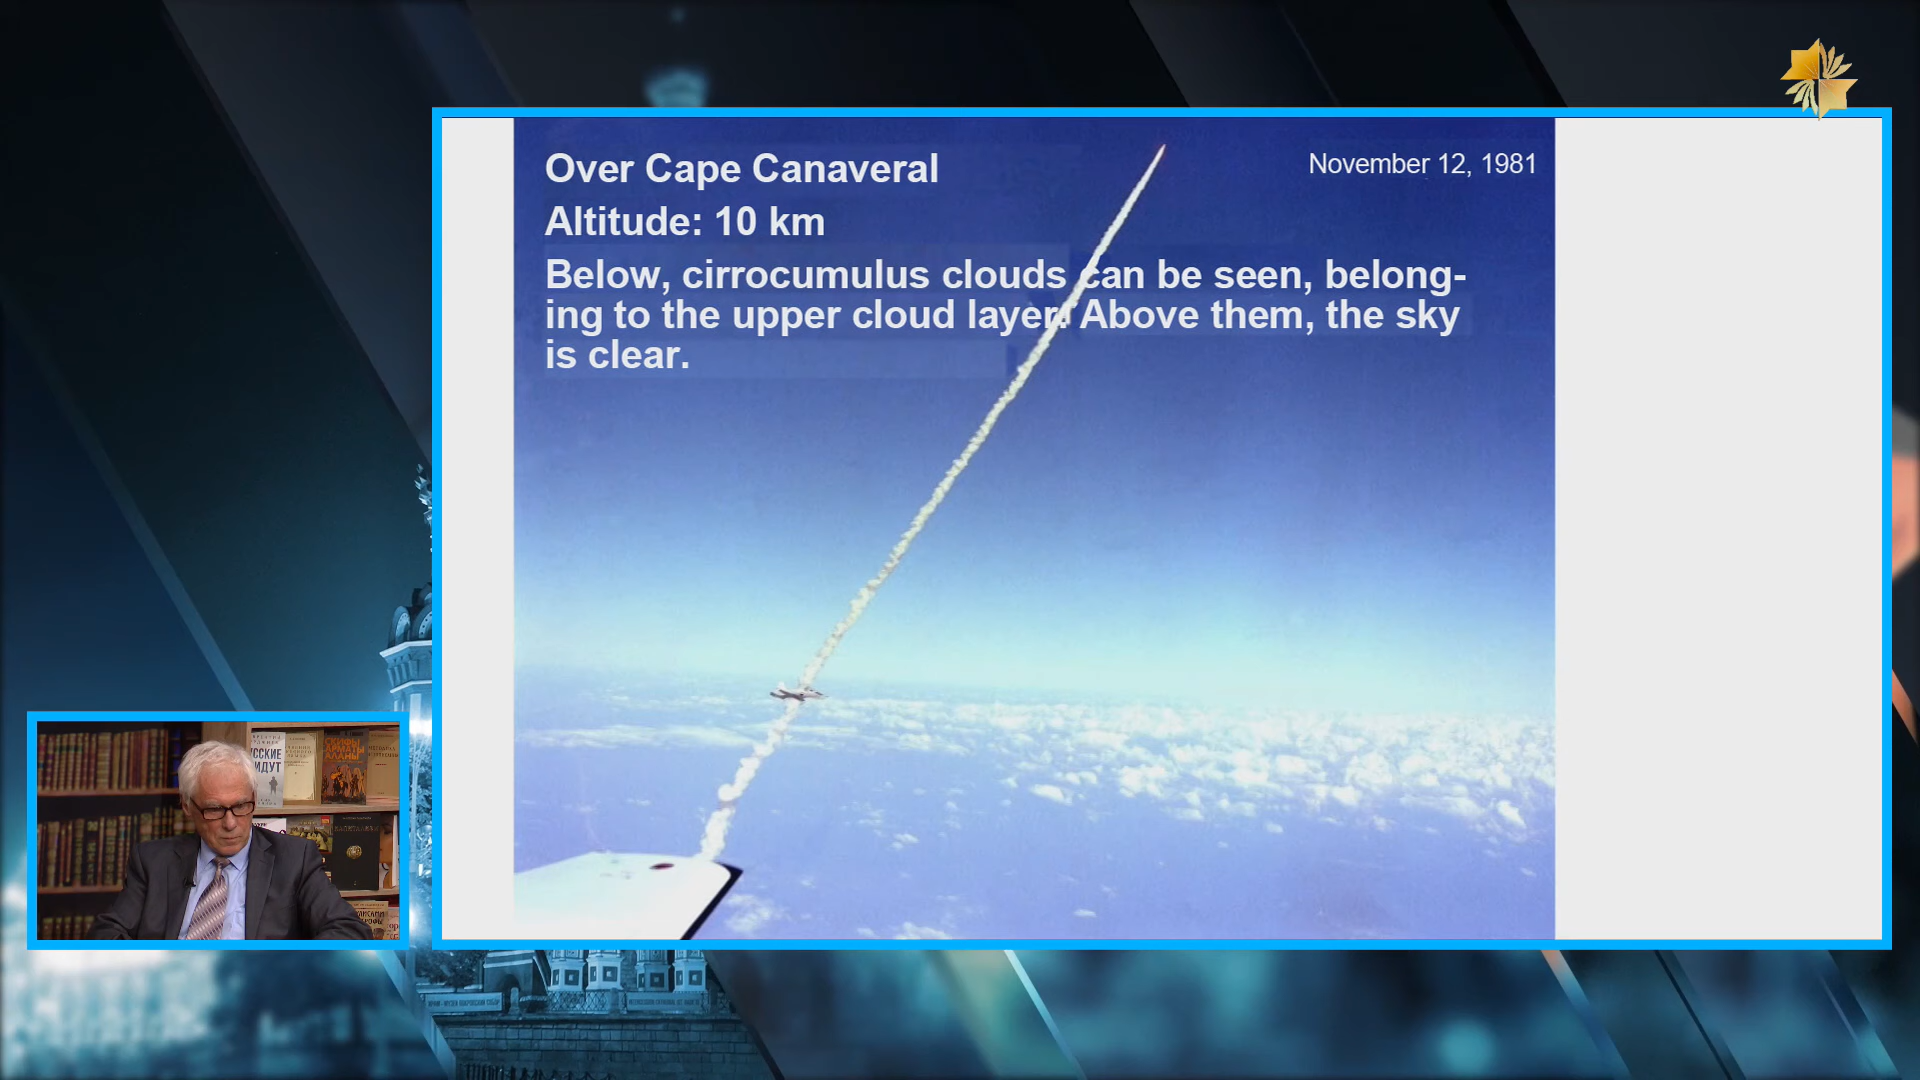 Over Cape Canaveral
November 12, 1981
Altitude: 10 km
Below, cirrocumulus clouds can be seen, belong-
ing to the upper cloud layer. Above them, the sky
is clear.